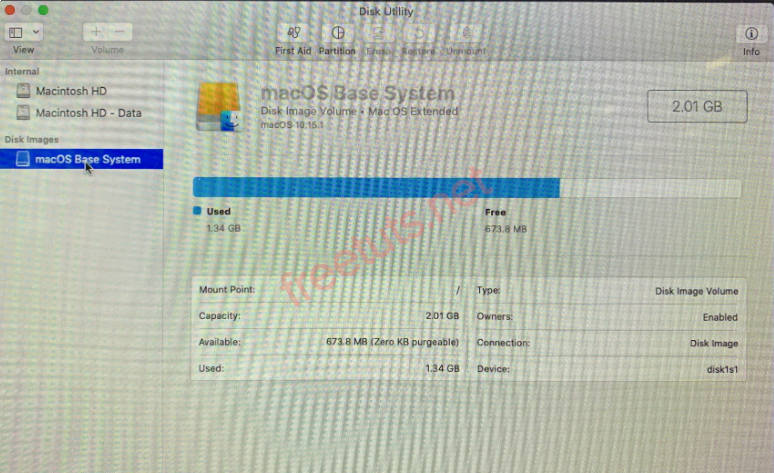 Disk Utility
View
Volume
First Aid
Partition
Erase
Restore
Unmount
Info
Internal
Macintosh HD
Macintosh HD - Data
Disk Images
macOS Base System
macOS Base System
Disk Image Volume • Mac OS Extended
macOS 10.15.1
2.01 GB
Used
1.34 GB
Free
673.8 MB
freetuts.net
Mount Point: /
Type: Disk Image Volume
Capacity: 2.01 GB
Owners: Enabled
Available: 673.8 MB (Zero KB purgeable)
Connection: Disk Image
Used: 1.34 GB
Device: disk1s1